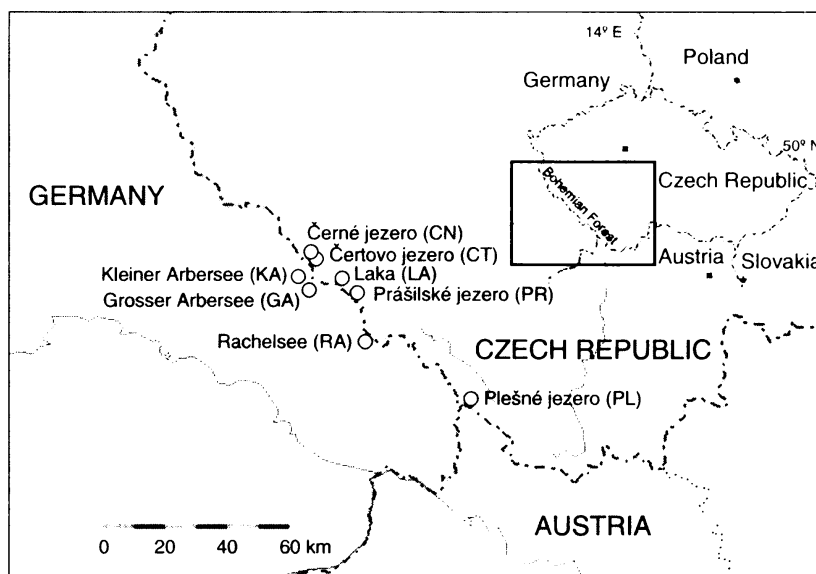 14° E
Poland
Germany
50° N
Czech Republic
Bohemian Forest
Austria
Slovakia
GERMANY
Černé jezero (CN)
Čertovo jezero (CT)
Kleiner Arbersee (KA)
Laka (LA)
Grosser Arbersee (GA)
Prášilské jezero (PR)
Rachelsee (RA)
CZECH REPUBLIC
Plešné jezero (PL)
AUSTRIA
0 20 40 60 km